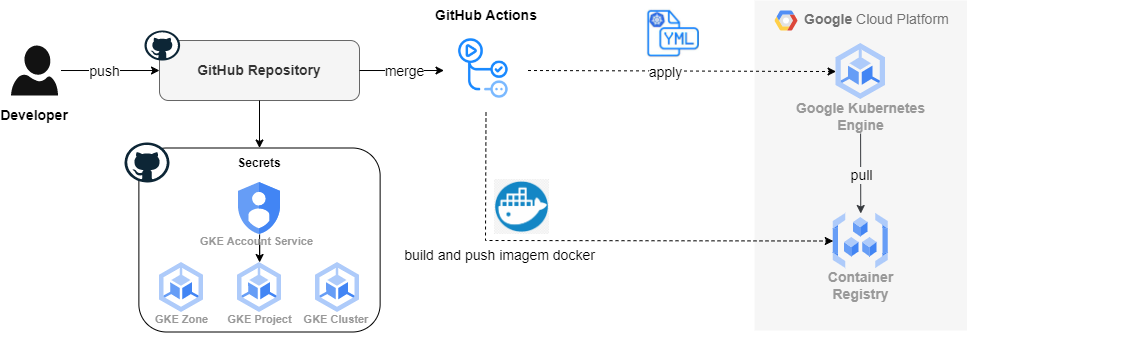 GitHub Actions
Google Cloud Platform
YML
push
GitHub Repository
merge
apply
Developer
Google Kubernetes
Engine
Secrets
pull
GKE Account Service
build and push imagem docker
Container
Registry
GKE Zone
GKE Project
GKE Cluster